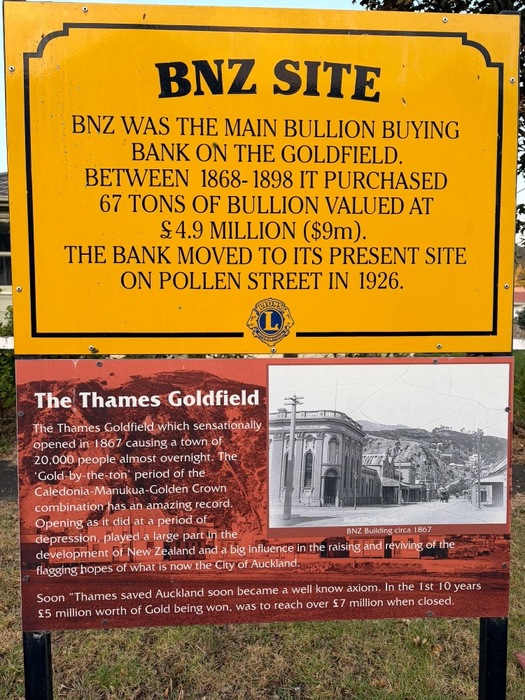 BNZ SITE
BNZ WAS THE MAIN BULLION BUYING
BANK ON THE GOLDFIELD.
BETWEEN 1868-1898 IT PURCHASED
67 TONS OF BULLION VALUED AT
£4.9 MILLION ($9m).
THE BANK MOVED TO ITS PRESENT SITE
ON POLLEN STREET IN 1926.
LIONS
L
INTERNATIONAL
The Thames Goldfield
The Thames Goldfield which sensationally
opened in 1867 causing a town of
20,000 people almost overnight. The
'Gold-by-the-ton' period of the
Caledonia-Manukua-Golden Crown
combination has an amazing record.
Opening as it did at a period of
depression, played a large part in the
development of New Zealand and a big influence in the raising and reviving of the
flagging hopes of what is now the City of Auckland.
BNZ Building circa 1867
Soon "Thames saved Auckland soon became a well know axiom. In the 1st 10 years
£5 million worth of Gold being won, was to reach over £7 million when closed.